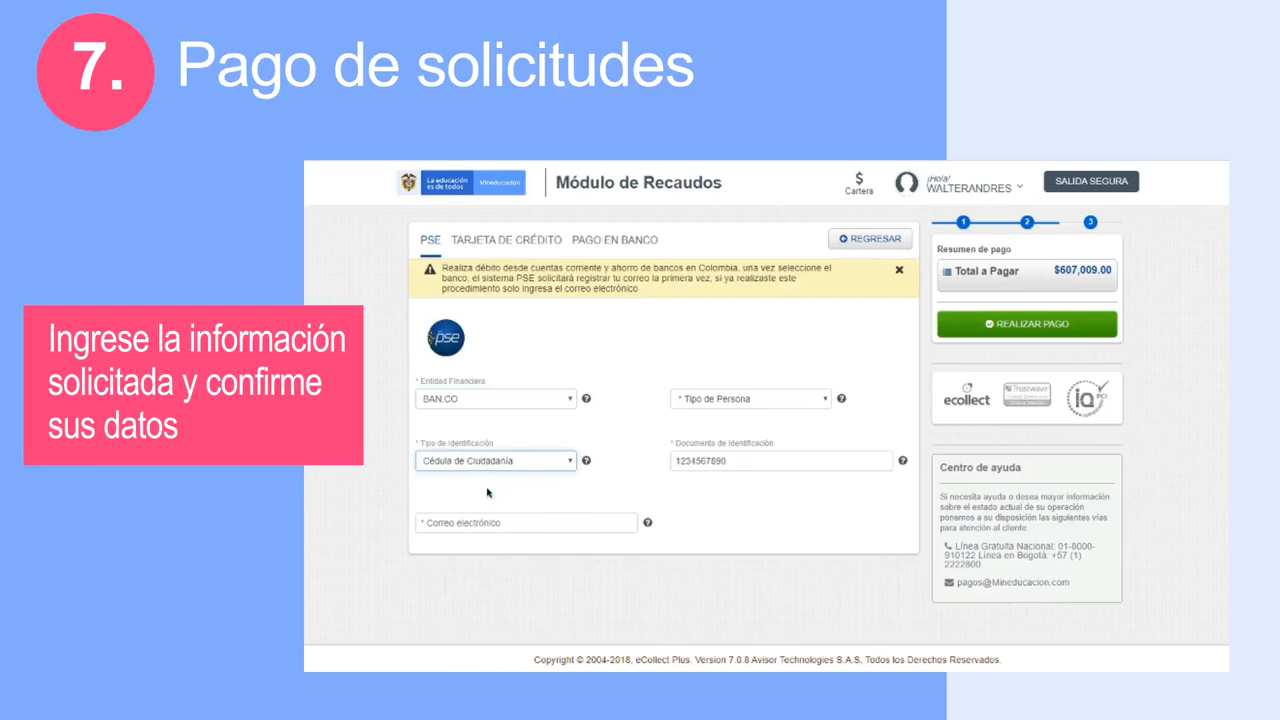 7. Pago de solicitudes
Ingrese la información
solicitada y confirme
sus datos
La educación
es de todos
Mineducación
Módulo de Recaudos
$
Cartera
¡Hola!
WALTERANDRES
SALIDA SEGURA
PSE TARJETA DE CRÉDITO PAGO EN BANCO
REGRESAR
Realiza débito desde cuentas corriente y ahorro de bancos en Colombia, una vez seleccione el
banco, el sistema PSE solicitará registrar tu correo la primera vez, si ya realizaste este
procedimiento solo ingresa el correo electrónico
pse
* Entidad Financiera
BAN.CO
* Tipo de Persona
* Tipo de Identificación
Cédula de Ciudadanía
* Documento de Identificación
1234567890
* Correo electrónico
1 2 3
Resumen de pago
Total a Pagar $607,009.00
REALIZAR PAGO
ecollect
Trustwave
iQ
PCI
Centro de ayuda
Si necesita ayuda o desea mayor información
sobre el estado actual de su operación
ponemos a su disposición las siguientes vías
para atención al cliente
Línea Gratuita Nacional: 01-8000-
910122 Línea en Bogotá: +57 (1)
2222800
pagos@Mineducacion.com
Copyright © 2004-2018, eCollect Plus. Version 7.0.8 Avisor Technologies S.A.S, Todos los Derechos Reservados.